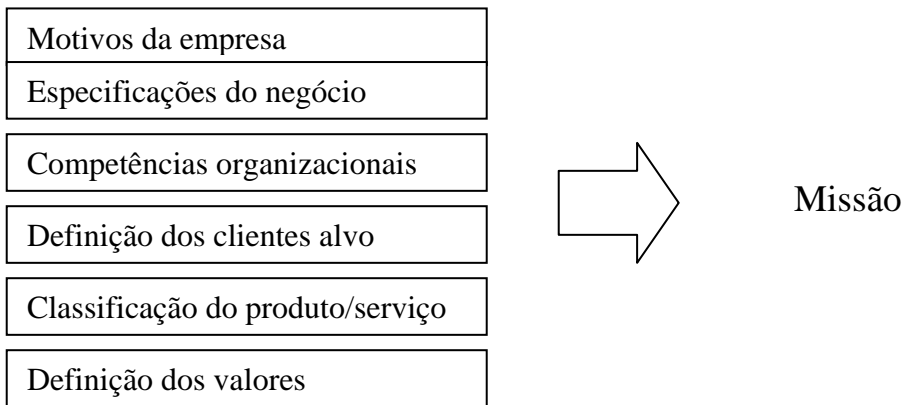 Motivos da empresa
Especificações do negócio
Competências organizacionais
Missão
Definição dos clientes alvo
Classificação do produto/serviço
Definição dos valores